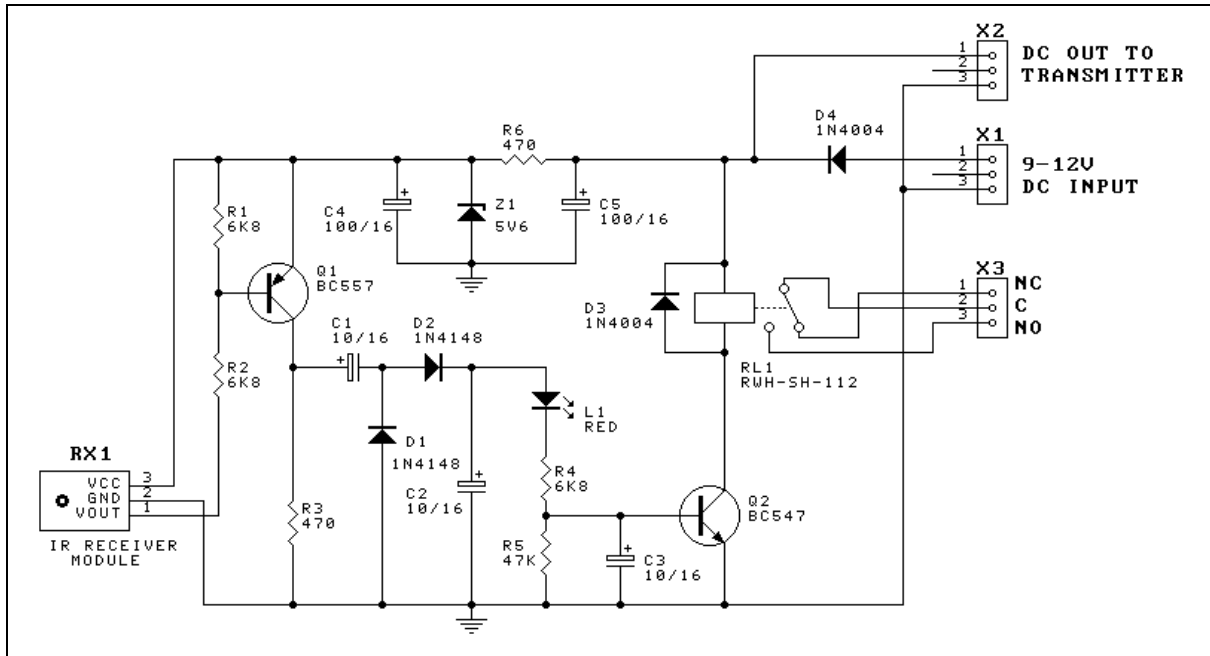 X2
1
2
3
DC OUT TO
TRANSMITTER
D4
1N4004
X1
1
2
3
9-12V
DC INPUT
R6
470
R1
6K8
C4
100/16
Z1
5V6
C5
100/16
Q1
BC557
X3
1
2
3
NC
C
NO
D3
1N4004
C1
10/16
D2
1N4148
R2
6K8
RL1
RWH-SH-112
L1
RED
RX1
VCC
GND
VOUT
3
2
1
IR RECEIVER
MODULE
D1
1N4148
R4
6K8
C2
10/16
R3
470
Q2
BC547
R5
47K
C3
10/16
+
+
+
+
+